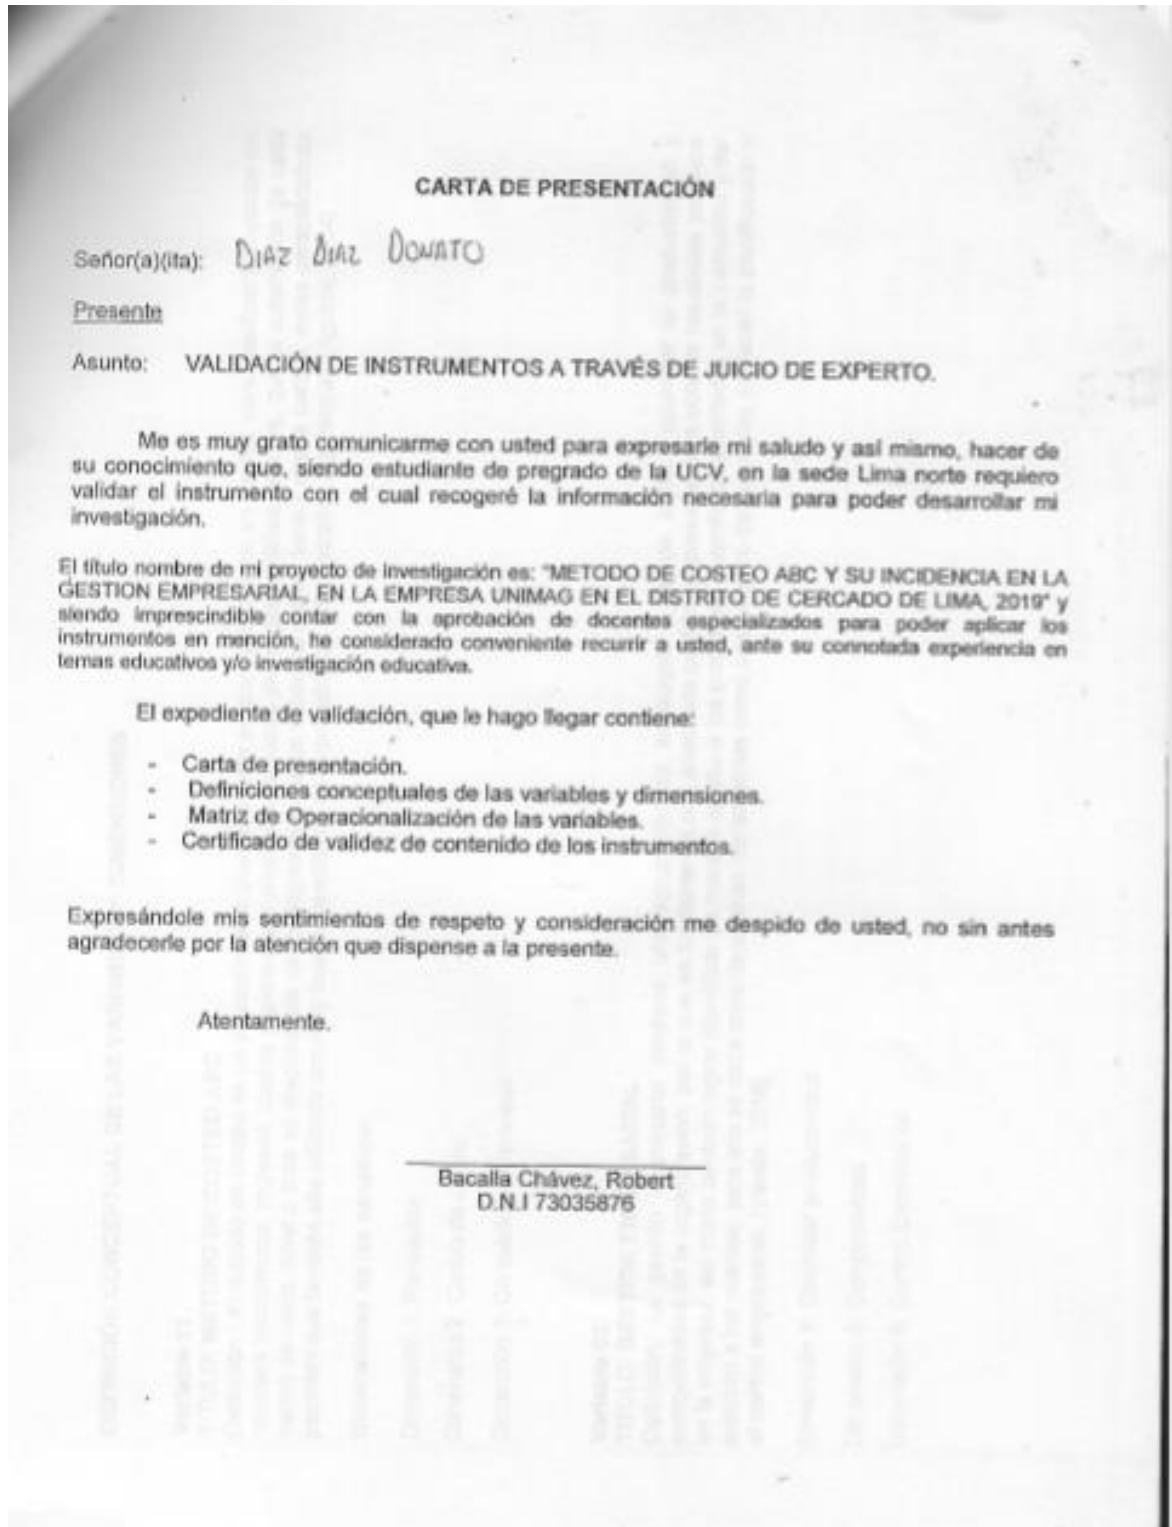 CARTA DE PRESENTACIÓN
Señor(a)(ita): DIAZ DIAZ DONATO
Presente
Asunto: VALIDACIÓN DE INSTRUMENTOS A TRAVÉS DE JUICIO DE EXPERTO.
Me es muy grato comunicarme con usted para expresarle mi saludo y así mismo, hacer de
su conocimiento que, siendo estudiante de pregrado de la UCV, en la sede Lima norte requiero
validar el instrumento con el cual recogeré la información necesaria para poder desarrollar mi
investigación.
El título nombre de mi proyecto de investigación es: "METODO DE COSTEO ABC Y SU INCIDENCIA EN LA
GESTION EMPRESARIAL, EN LA EMPRESA UNIMAG EN EL DISTRITO DE CERCADO DE LIMA, 2019" y
siendo imprescindible contar con la aprobación de docentes especializados para poder aplicar los
instrumentos en mención, he considerado conveniente recurrir a usted, ante su connotada experiencia en
temas educativos y/o investigación educativa.
El expediente de validación, que le hago llegar contiene:
- Carta de presentación.
- Definiciones conceptuales de las variables y dimensiones.
- Matriz de Operacionalización de las variables.
- Certificado de validez de contenido de los instrumentos.
Expresándole mis sentimientos de respeto y consideración me despido de usted, no sin antes
agradecerle por la atención que dispense a la presente.
Atentamente.
Bacalla Chávez, Robert
D.N.I 73035876